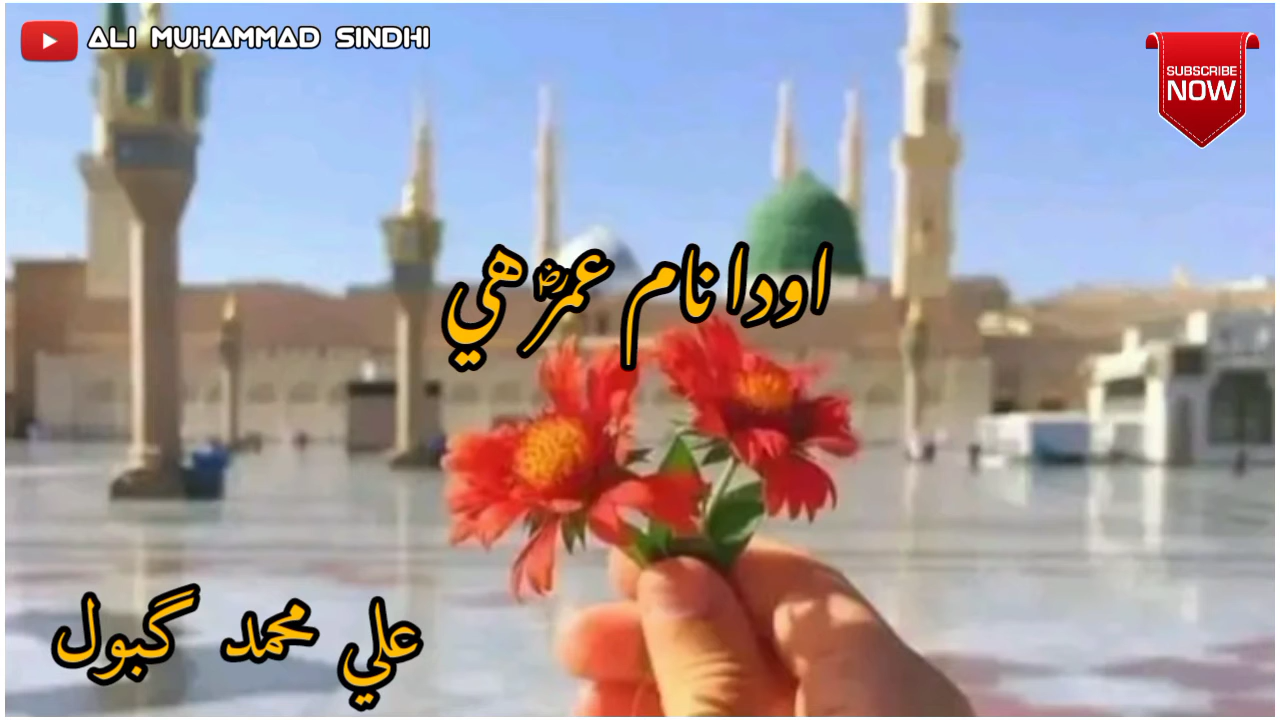 ALI MUHAMMAD SINDHI
SUBSCRIBE
NOW
اودا نام عمرؓ هي
علي محمد گبول